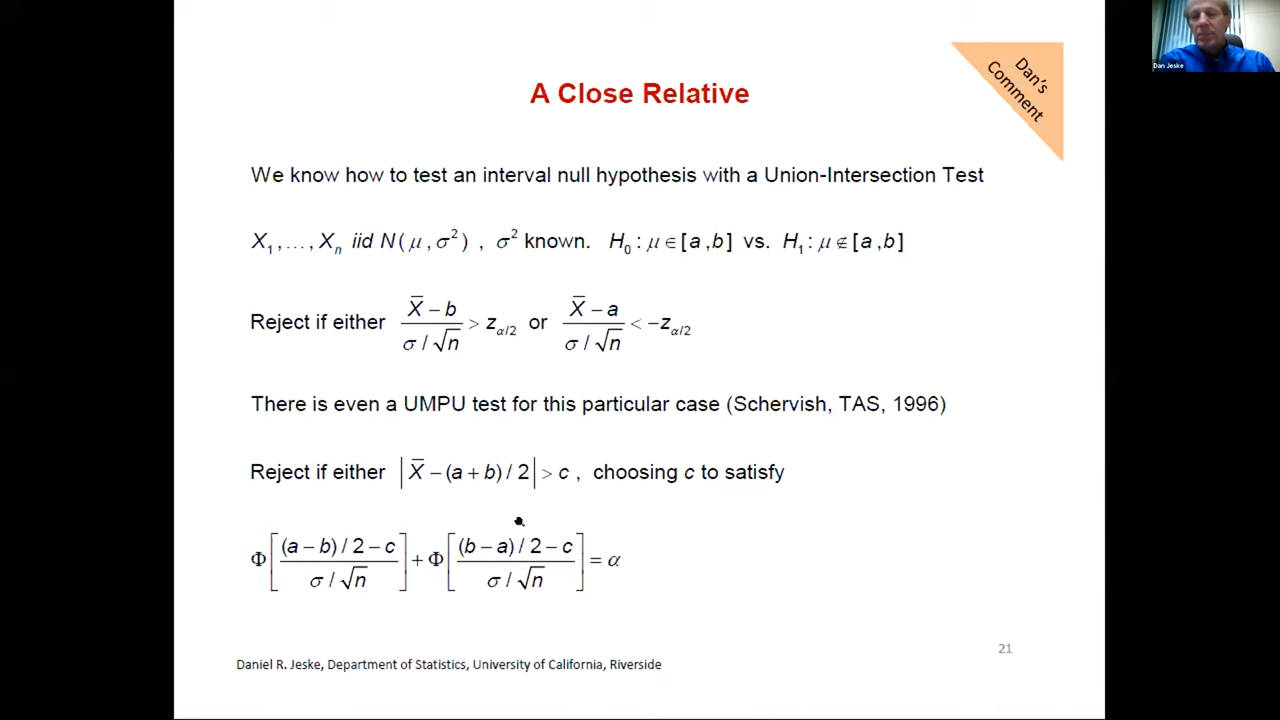 Dan Jeske
Dan's
Comment
A Close Relative
We know how to test an interval null hypothesis with a Union-Intersection Test
X₁,…,Xₙ iid N(μ,σ²) , σ² known. H₀ : μ∈[a,b] vs. H₁ : μ∉[a,b]
Reject if either (X̄ − b)/(σ/√n) > z_{α/2} or (X̄ − a)/(σ/√n) < −z_{α/2}
There is even a UMPU test for this particular case (Schervish, TAS, 1996)
Reject if either |X̄ − (a + b)/2| > c , choosing c to satisfy
Φ[((a − b)/2 − c)/(σ/√n)] + Φ[((b − a)/2 − c)/(σ/√n)] = α
21
Daniel R. Jeske, Department of Statistics, University of California, Riverside